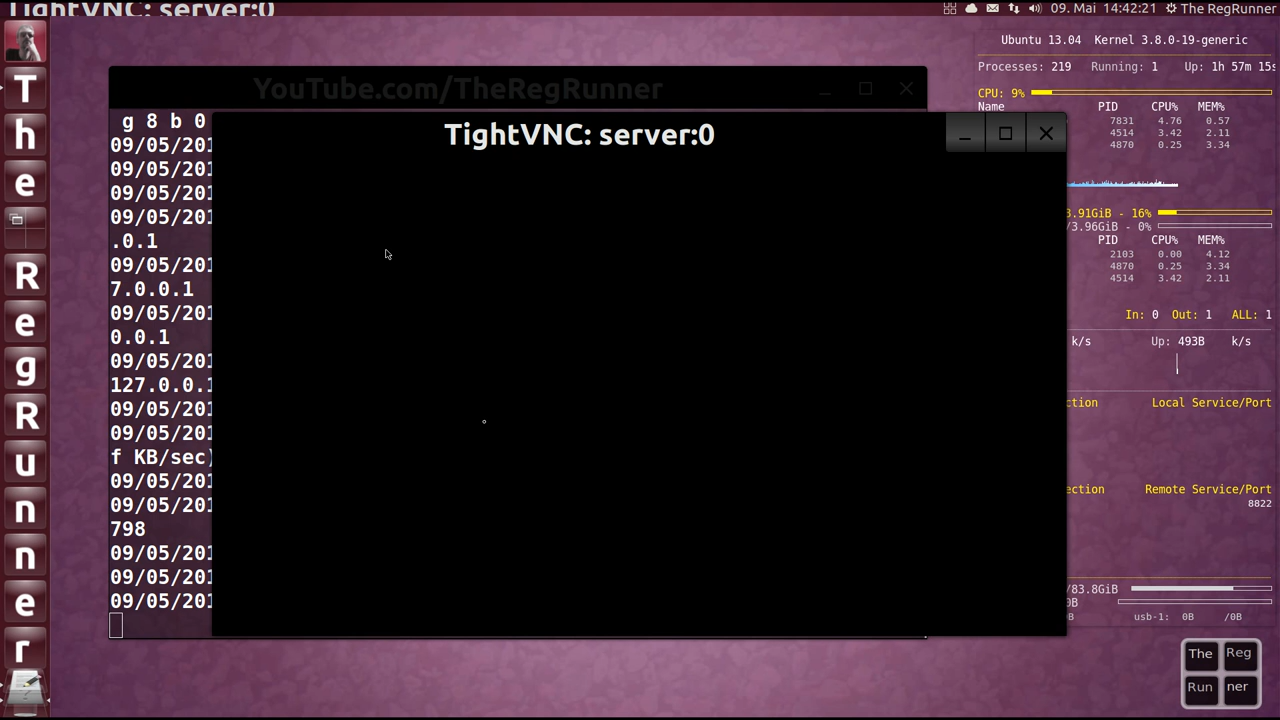 TightVNC: server:0
09. Mai 14:42:21 The RegRunner
T
h
e
R
e
g
R
u
n
n
e
r
YouTube.com/TheRegRunner
g 8 b 0
09/05/201
09/05/201
09/05/201
09/05/201
.0.1
09/05/201
7.0.0.1
09/05/201
0.0.1
09/05/201
127.0.0.1
09/05/201
09/05/201
f KB/sec)
09/05/201
09/05/201
798
09/05/201
09/05/201
09/05/201
TightVNC: server:0
Ubuntu 13.04 Kernel 3.8.0-19-generic
Processes: 219 Running: 1 Up: 1h 57m 15s
CPU: 9%
Name PID CPU% MEM%
7831 4.76 0.57
4514 3.42 2.11
4870 0.25 3.34
3.91GiB - 16%
/3.96GiB - 0%
PID CPU% MEM%
2103 0.00 4.12
4870 0.25 3.34
4514 3.42 2.11
In: 0 Out: 1 ALL: 1
k/s Up: 493B k/s
ction Local Service/Port
ection Remote Service/Port
8822
/83.8GiB
0B
usb-1: 0B /0B
The Reg
Run ner